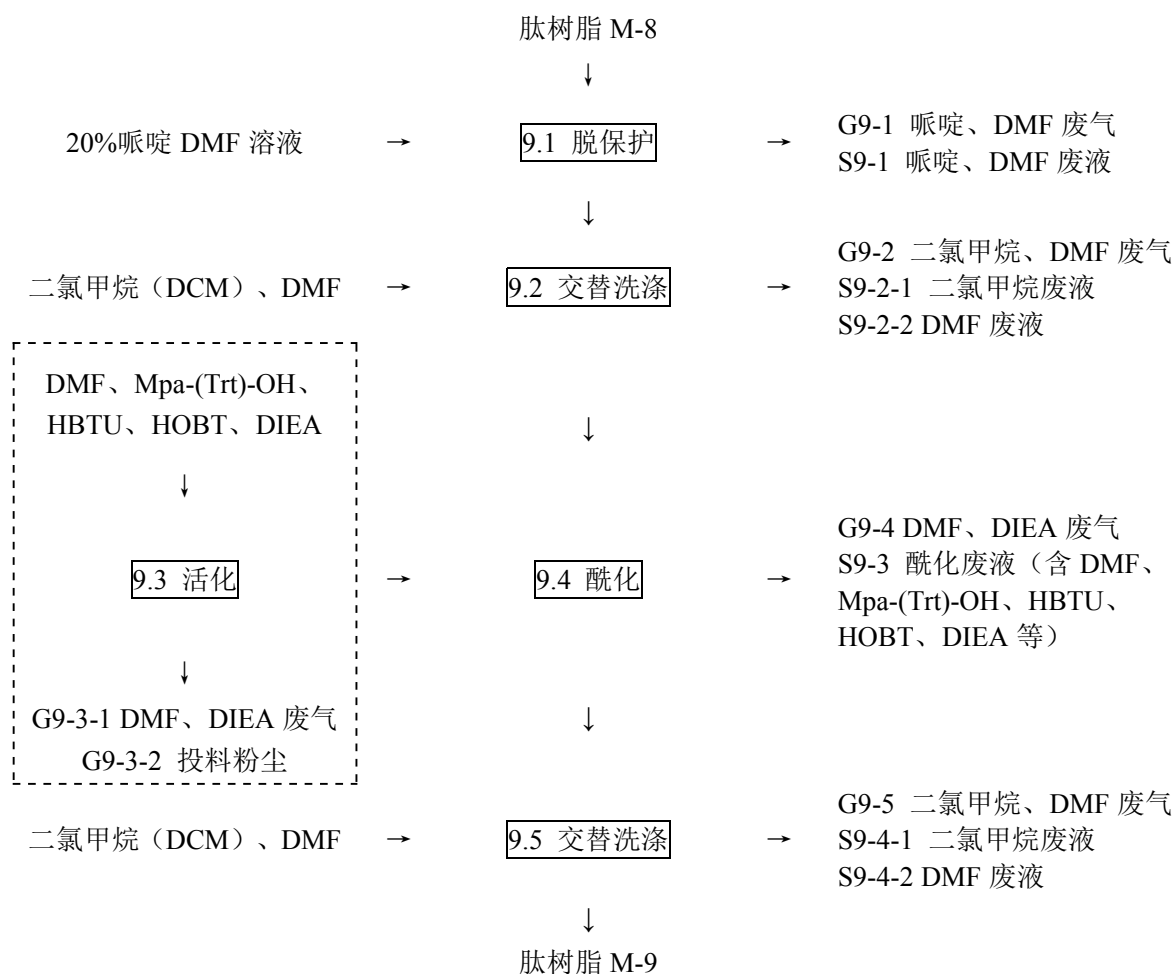 肽树脂 M-8
↓
20%哌啶 DMF 溶液 → 9.1 脱保护 → G9-1 哌啶、DMF 废气
S9-1 哌啶、DMF 废液
↓
二氯甲烷（DCM）、DMF → 9.2 交替洗涤 → G9-2 二氯甲烷、DMF 废气
S9-2-1 二氯甲烷废液
S9-2-2 DMF 废液
DMF、Mpa-(Trt)-OH、
HBTU、HOBT、DIEA
↓
↓
9.3 活化 → 9.4 酰化 → G9-4 DMF、DIEA 废气
S9-3 酰化废液（含 DMF、
Mpa-(Trt)-OH、HBTU、
HOBT、DIEA 等）
↓
G9-3-1 DMF、DIEA 废气
G9-3-2 投料粉尘
↓
二氯甲烷（DCM）、DMF → 9.5 交替洗涤 → G9-5 二氯甲烷、DMF 废气
S9-4-1 二氯甲烷废液
S9-4-2 DMF 废液
↓
肽树脂 M-9